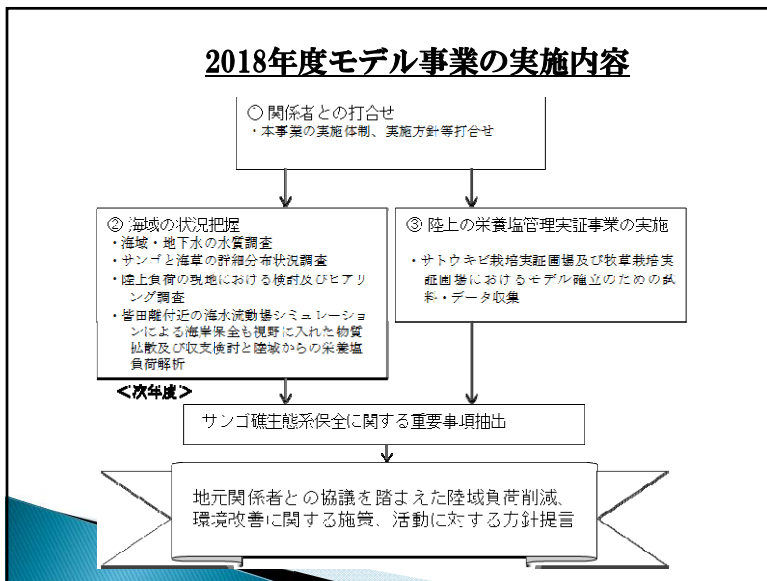 2018年度モデル事業の実施内容
① 関係者との打合せ
・本事業の実施体制、実施方針等打合せ
② 海域の状況把握
・海域・地下水の水質調査
・サンゴと海草の詳細分布状況調査
・陸上負荷の現地における検討及びヒアリ
ング調査
・皆田離付近の海水流動場シミュレーショ
ンによる海岸保全も視野に入れた物質
拡散及び収支検討と陸域からの栄養塩
負荷解析
③ 陸上の栄養塩管理実証事業の実施
・サトウキビ栽培実証圃場及び牧草栽培実
証圃場におけるモデル確立のための試
料・データ収集
＜次年度＞
サンゴ礁生態系保全に関する重要事項抽出
地元関係者との協議を踏まえた陸域負荷削減、
環境改善に関する施策、活動に対する方針提言